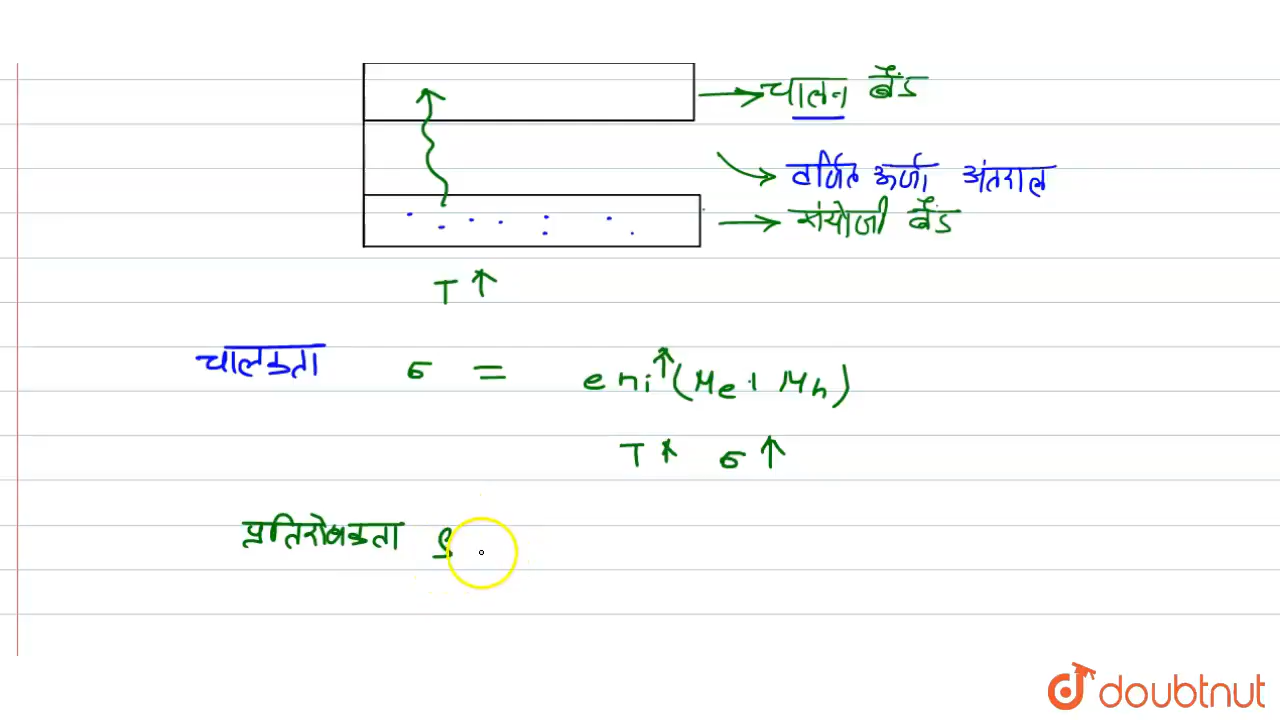 चालन बैंड
वर्जित ऊर्जा अंतराल
संयोजी बैंड
T ↑
चालकता σ = e ni↑ (μe + μh)
T ↑ σ ↑
प्रतिरोधकता ρ
doubtnut